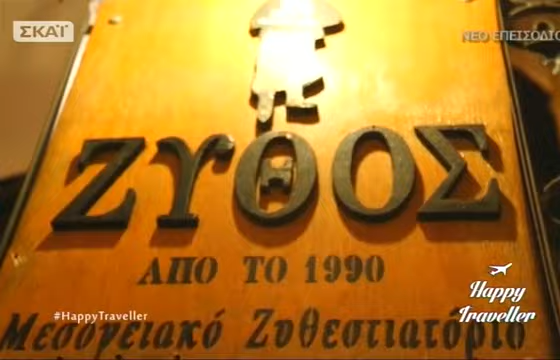 ΣΚΑΪ
ΝΕΟ ΕΠΕΙΣΟΔΙΟ
ΖΥΘΟΣ
ΑΠΟ ΤΟ 1990
Μεσογειακό Ζυθεστιατόριο
#HappyTraveller
Happy
Traveller